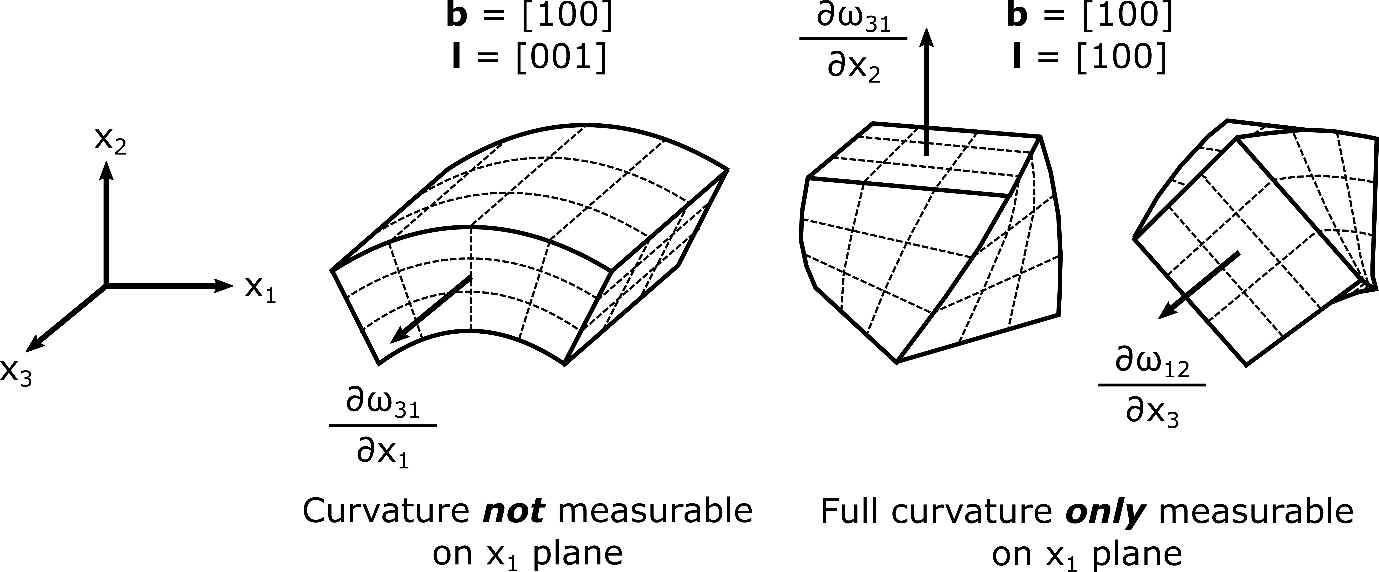 b = [100]
l = [001]
∂ω31
∂x2
b = [100]
l = [100]
x2
x1
x3
∂ω31
∂x1
∂ω12
∂x3
Curvature not measurable
on x1 plane
Full curvature only measurable
on x1 plane